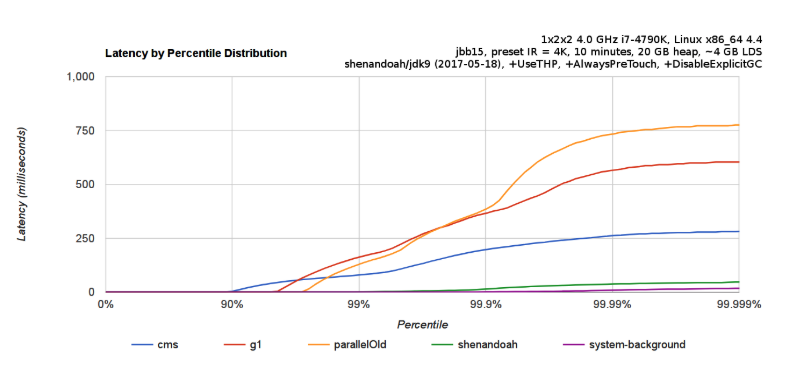 1x2x2 4.0 GHz i7-4790K, Linux x86_64 4.4
Latency by Percentile Distribution
jbb15, preset IR = 4K, 10 minutes, 20 GB heap, ~4 GB LDS
shenandoah/jdk9 (2017-05-18), +UseTHP, +AlwaysPreTouch, +DisableExplicitGC
1,000
750
500
250
0
Latency (milliseconds)
0% 90% 99% 99.9% 99.99% 99.999%
Percentile
cms g1 parallelOld shenandoah system-background